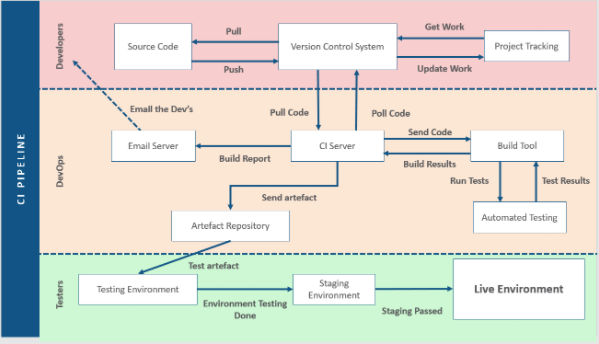 CI PIPELINE
Developers
Source Code
Pull
Push
Version Control System
Get Work
Update Work
Project Tracking
Pull Code
Poll Code
Emall the Dev's
DevOps
Email Server
Build Report
CI Server
Send Code
Build Results
Build Tool
Run Tests
Test Results
Send artefact
Artefact Repository
Automated Testing
Test artefact
Testers
Testing Environment
Environment Testing
Done
Staging
Environment
Staging Passed
Live Environment